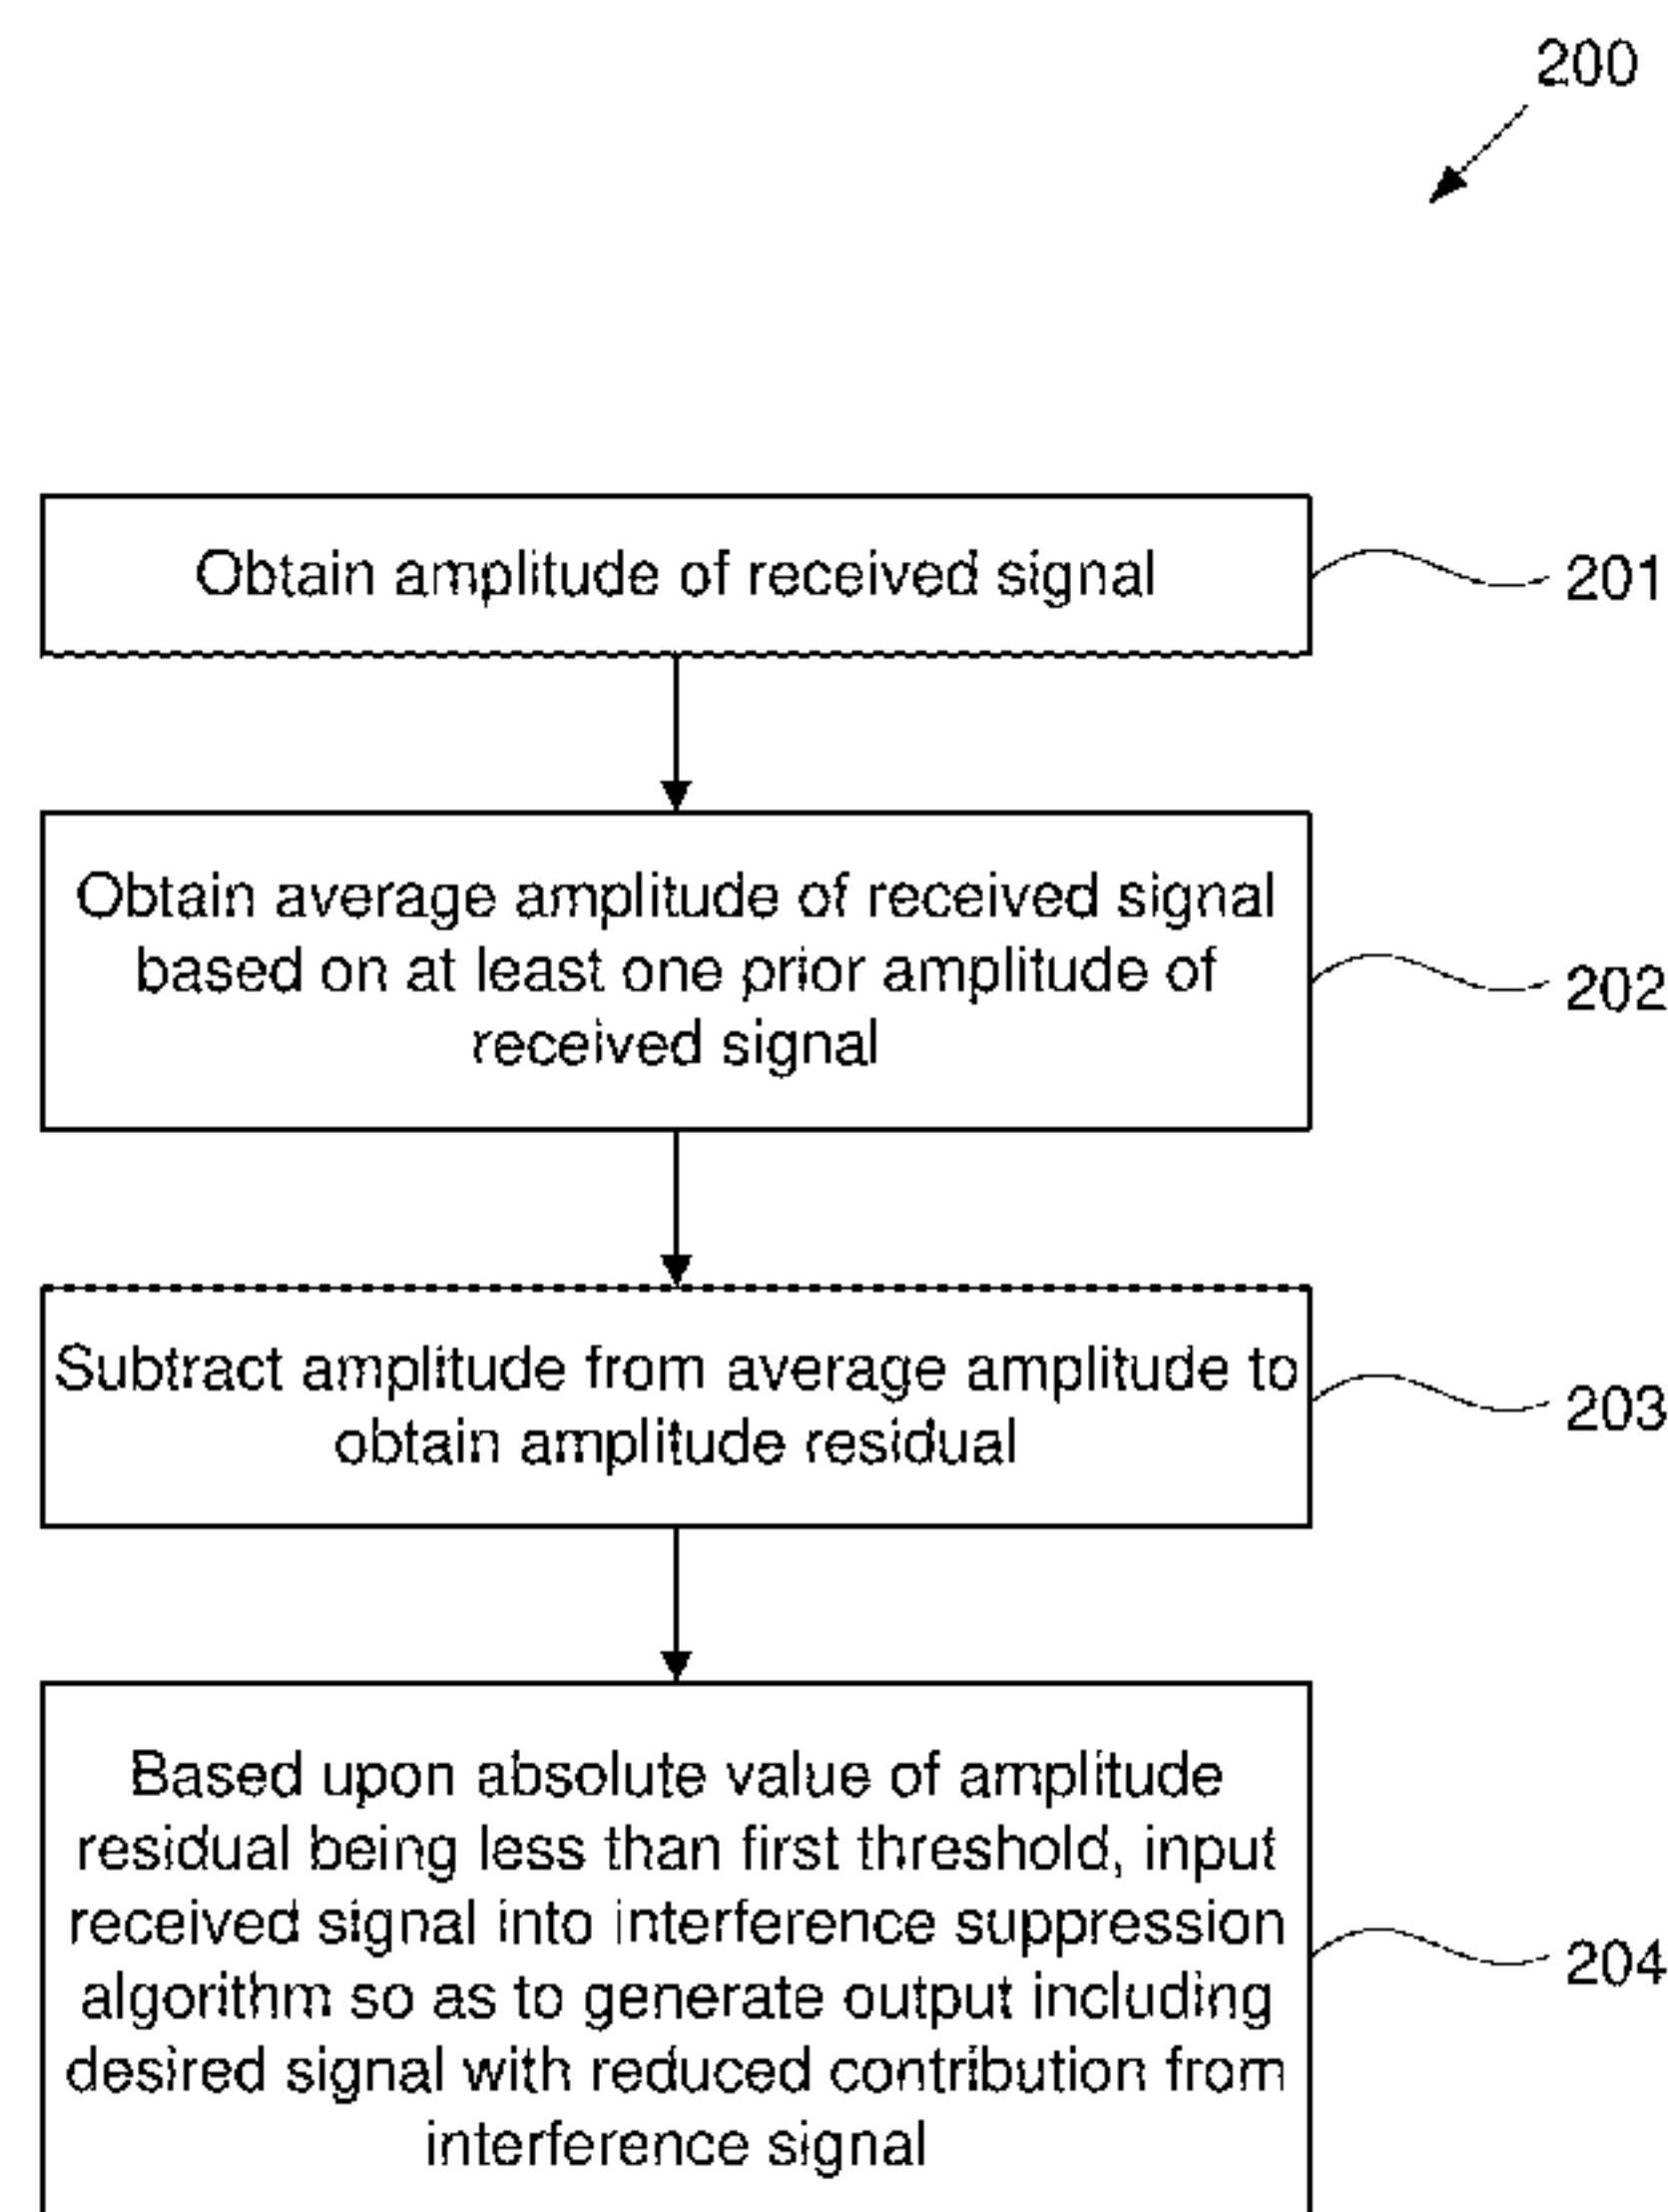 200
Obtain amplitude of received signal
201
Obtain average amplitude of received signal
based on at least one prior amplitude of
received signal
202
Subtract amplitude from average amplitude to
obtain amplitude residual
203
Based upon absolute value of amplitude
residual being less than first threshold, input
received signal into interference suppression
algorithm so as to generate output including
desired signal with reduced contribution from
interference signal
204